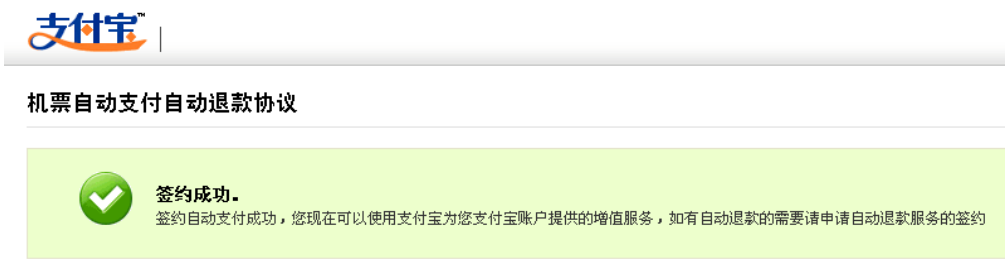 支付宝™
机票自动支付自动退款协议
签约成功。
签约自动支付成功，您现在可以使用支付宝为您支付宝账户提供的增值服务，如有自动退款的需要请申请自动退款服务的签约